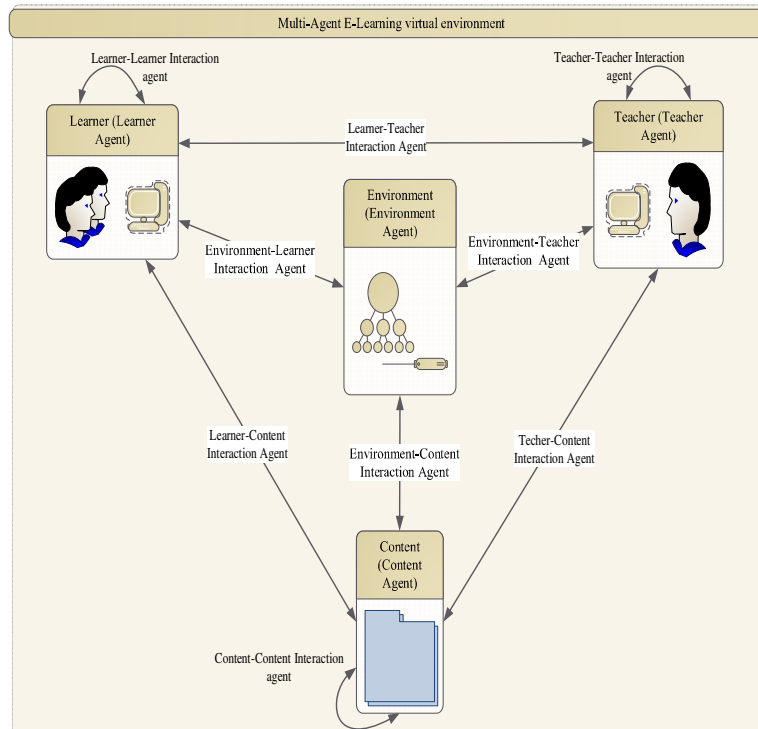 Multi-Agent E-Learning virtual environment
Learner-Learner Interaction
agent
Teacher-Teacher Interaction
agent
Learner (Learner
Agent)
Learner-Teacher
Interaction Agent
Teacher (Teacher
Agent)
Environment
(Environment
Agent)
Environment-Learner
Interaction Agent
Environment-Teacher
Interaction Agent
Learner-Content
Interaction Agent
Environment-Content
Interaction Agent
Techer-Content
Interaction Agent
Content
(Content
Agent)
Content-Content Interaction
agent